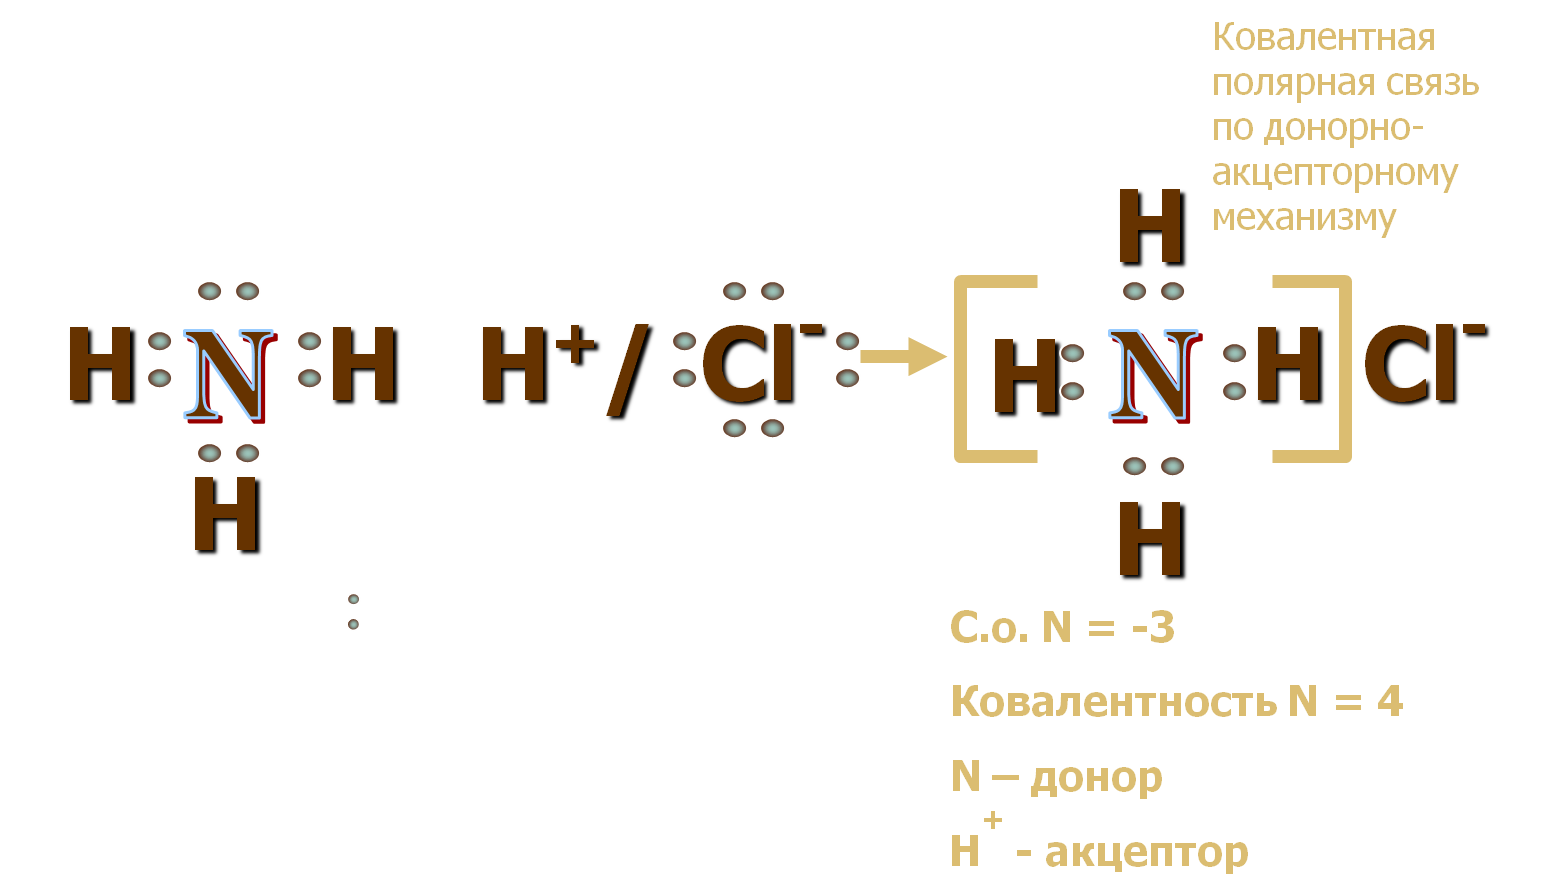 Ковалентная
полярная связь
по донорно-
акцепторному
механизму
H
H N H H⁺/ Cl⁻ [ H N H ] Cl⁻
H
H
С.о. N = -3
Ковалентность N = 4
N – донор
H⁺ - акцептор